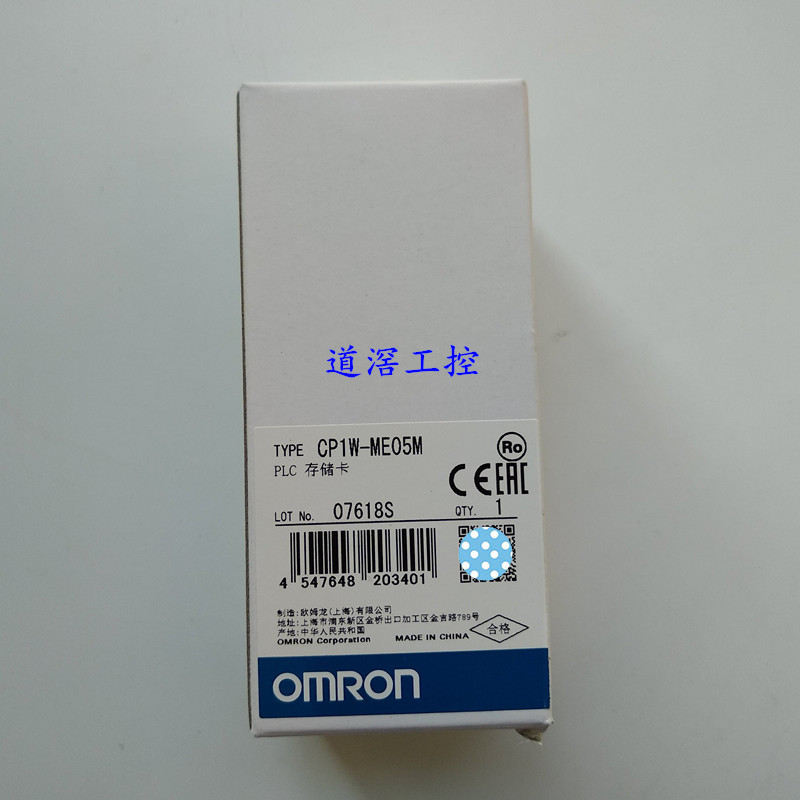 道滘工控
TYPE CP1W-ME05M
PLC 存储卡
Ro
CE EAC
LOT No. 07618S QTY. 1
4 547648 203401
制造:欧姆龙(上海)有限公司
地址:上海市浦东新区金桥出口加工区金吉路789号
产地:中华人民共和国
OMRON Corporation MADE IN CHINA
合格
OMRON